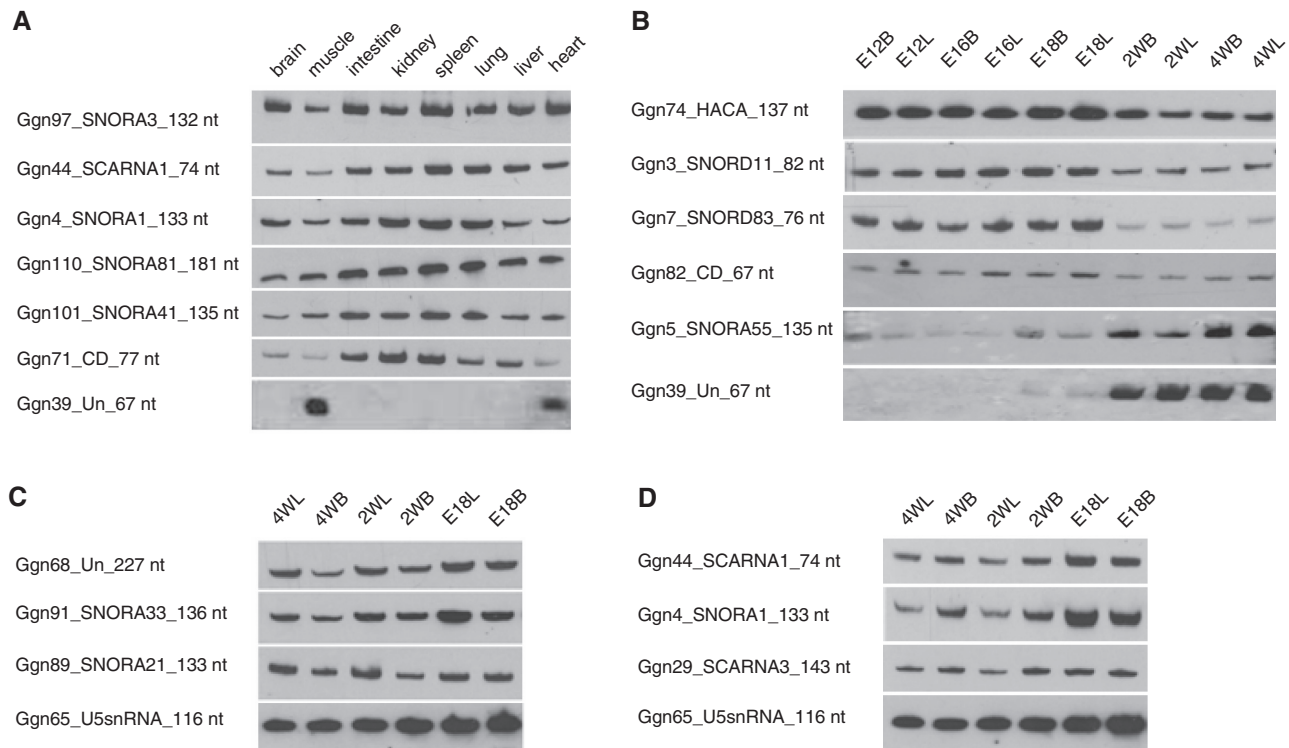 A
brain muscle intestine kidney spleen lung liver heart
Ggn97_SNORA3_132 nt
Ggn44_SCARNA1_74 nt
Ggn4_SNORA1_133 nt
Ggn110_SNORA81_181 nt
Ggn101_SNORA41_135 nt
Ggn71_CD_77 nt
Ggn39_Un_67 nt
B
E12B E12L E16B E16L E18B E18L 2WB 2WL 4WB 4WL
Ggn74_HACA_137 nt
Ggn3_SNORD11_82 nt
Ggn7_SNORD83_76 nt
Ggn82_CD_67 nt
Ggn5_SNORA55_135 nt
Ggn39_Un_67 nt
C
4WL 4WB 2WL 2WB E18L E18B
Ggn68_Un_227 nt
Ggn91_SNORA33_136 nt
Ggn89_SNORA21_133 nt
Ggn65_U5snRNA_116 nt
D
4WL 4WB 2WL 2WB E18L E18B
Ggn44_SCARNA1_74 nt
Ggn4_SNORA1_133 nt
Ggn29_SCARNA3_143 nt
Ggn65_U5snRNA_116 nt